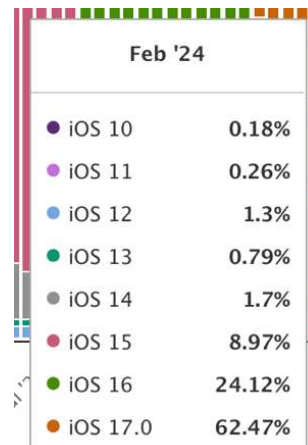 Feb '24
iOS 10 0.18%
iOS 11 0.26%
iOS 12 1.3%
iOS 13 0.79%
iOS 14 1.7%
iOS 15 8.97%
iOS 16 24.12%
iOS 17.0 62.47%